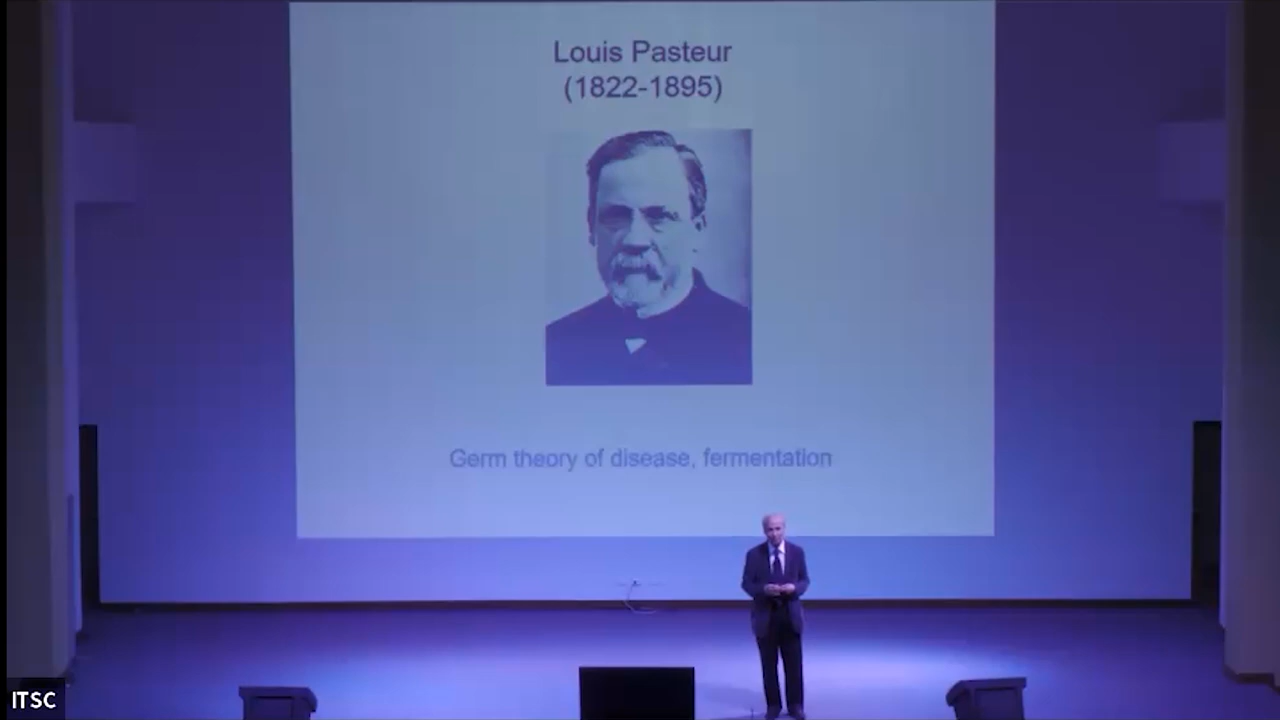 Louis Pasteur
(1822-1895)
Germ theory of disease, fermentation
ITSC